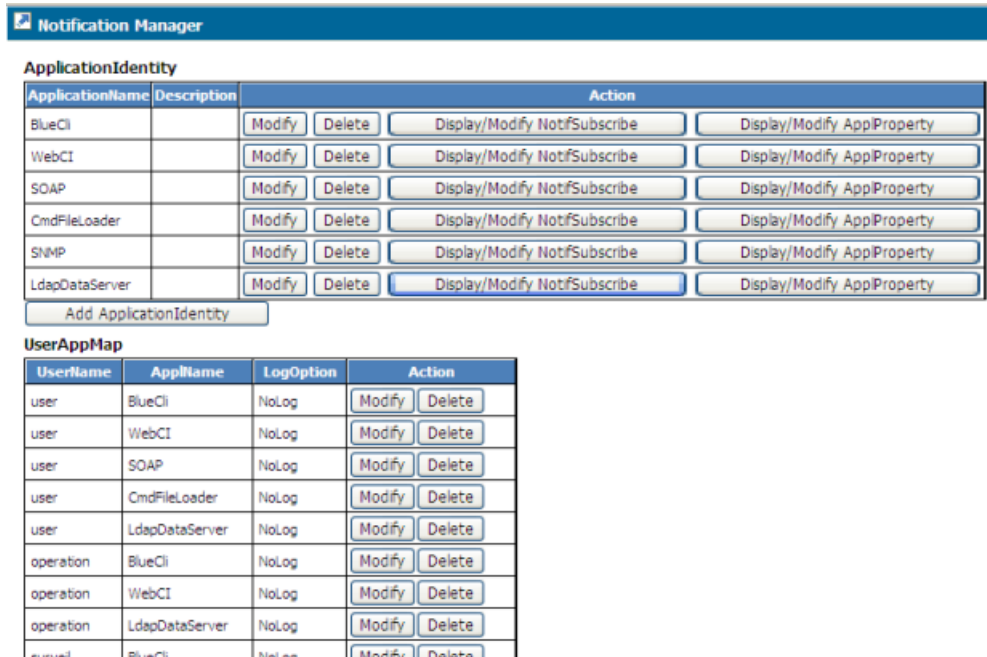 Notification Manager
ApplicationIdentity
ApplicationName Description Action
BlueCli Modify Delete Display/Modify NotifSubscribe Display/Modify ApplProperty
WebCI Modify Delete Display/Modify NotifSubscribe Display/Modify ApplProperty
SOAP Modify Delete Display/Modify NotifSubscribe Display/Modify ApplProperty
CmdFileLoader Modify Delete Display/Modify NotifSubscribe Display/Modify ApplProperty
SNMP Modify Delete Display/Modify NotifSubscribe Display/Modify ApplProperty
LdapDataServer Modify Delete Display/Modify NotifSubscribe Display/Modify ApplProperty
Add ApplicationIdentity
UserAppMap
UserName ApplName LogOption Action
user BlueCli NoLog Modify Delete
user WebCI NoLog Modify Delete
user SOAP NoLog Modify Delete
user CmdFileLoader NoLog Modify Delete
user LdapDataServer NoLog Modify Delete
operation BlueCli NoLog Modify Delete
operation WebCI NoLog Modify Delete
operation LdapDataServer NoLog Modify Delete
BlueCli NoLog Modify Delete